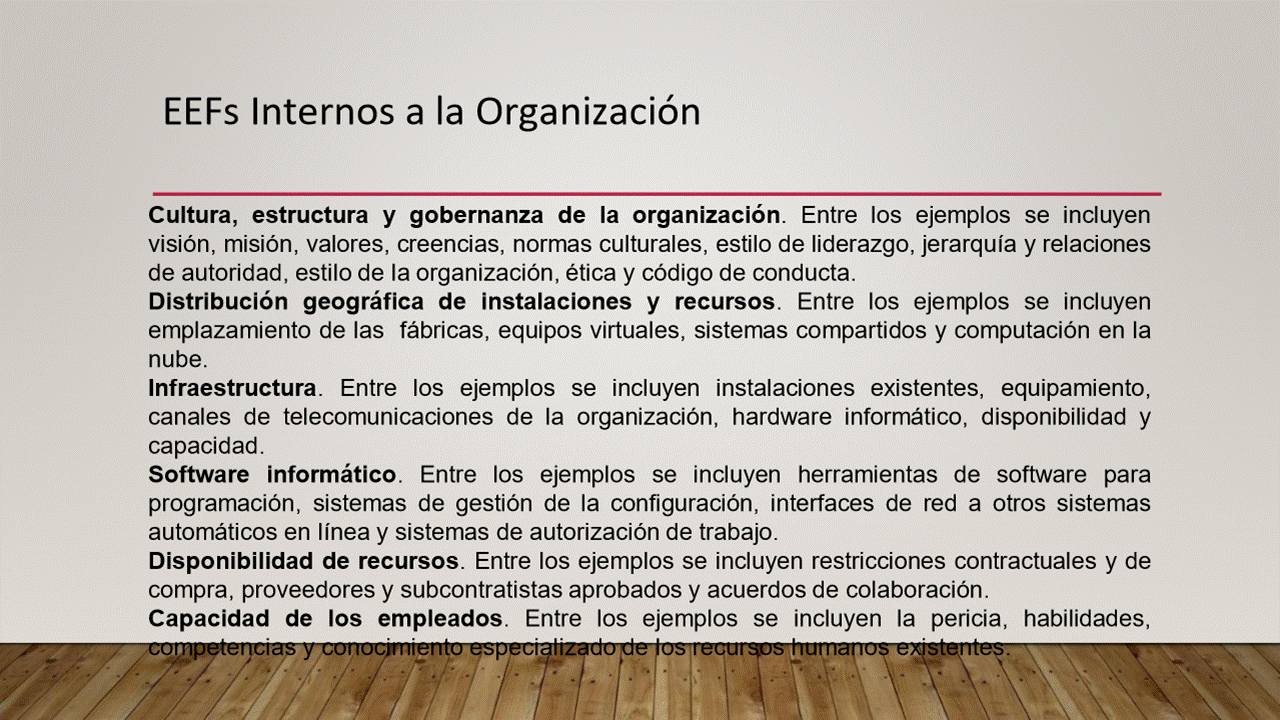 EEFs Internos a la Organización
Cultura, estructura y gobernanza de la organización. Entre los ejemplos se incluyen
visión, misión, valores, creencias, normas culturales, estilo de liderazgo, jerarquía y relaciones
de autoridad, estilo de la organización, ética y código de conducta.
Distribución geográfica de instalaciones y recursos. Entre los ejemplos se incluyen
emplazamiento de las fábricas, equipos virtuales, sistemas compartidos y computación en la
nube.
Infraestructura. Entre los ejemplos se incluyen instalaciones existentes, equipamiento,
canales de telecomunicaciones de la organización, hardware informático, disponibilidad y
capacidad.
Software informático. Entre los ejemplos se incluyen herramientas de software para
programación, sistemas de gestión de la configuración, interfaces de red a otros sistemas
automáticos en línea y sistemas de autorización de trabajo.
Disponibilidad de recursos. Entre los ejemplos se incluyen restricciones contractuales y de
compra, proveedores y subcontratistas aprobados y acuerdos de colaboración.
Capacidad de los empleados. Entre los ejemplos se incluyen la pericia, habilidades,
competencias y conocimiento especializado de los recursos humanos existentes.